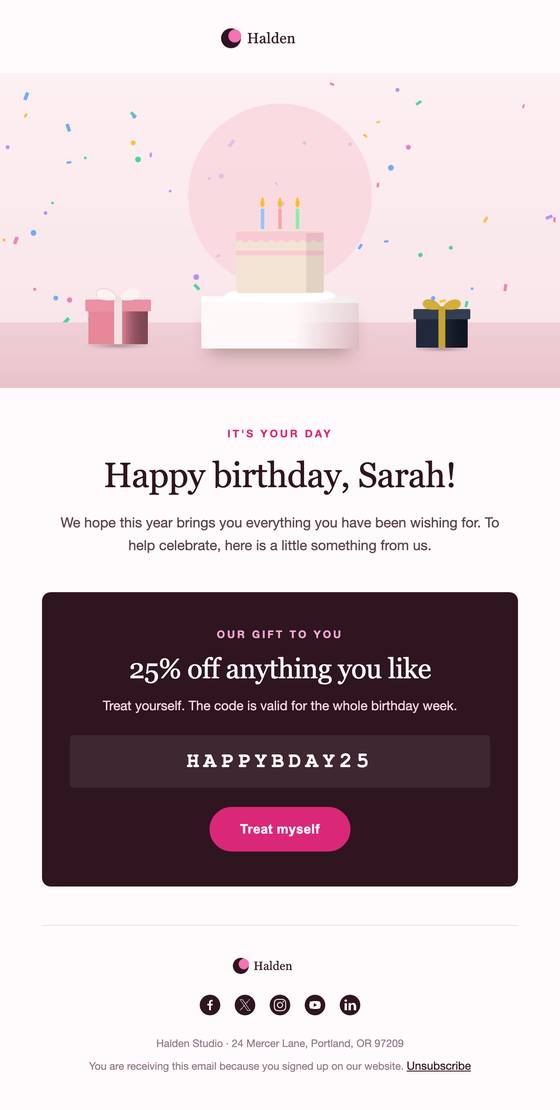 Halden
IT'S YOUR DAY
Happy birthday, Sarah!
We hope this year brings you everything you have been wishing for. To
help celebrate, here is a little something from us.
OUR GIFT TO YOU
25% off anything you like
Treat yourself. The code is valid for the whole birthday week.
HAPPYBDAY25
Treat myself
Halden
Halden Studio · 24 Mercer Lane, Portland, OR 97209
You are receiving this email because you signed up on our website. Unsubscribe